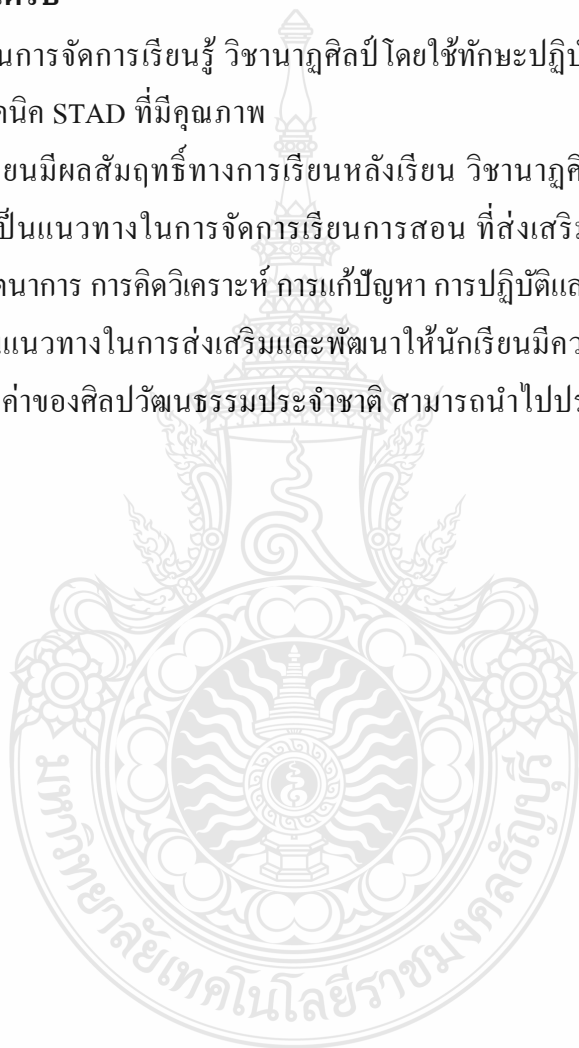 นการจัดการเรียนรู้ วิชานาฏศิลป์โดยใช้ทักษะปฏิบั
คนิค STAD ที่มีคุณภาพ
ยนมีผลสัมฤทธิ์ทางการเรียนหลังเรียน วิชานาฏศิ
ป็นแนวทางในการจัดการเรียนการสอน ที่ส่งเสริม
ตนาการ การคิดวิเคราะห์ การแก้ปัญหา การปฏิบัติแล
นแนวทางในการส่งเสริมและพัฒนาให้นักเรียนมีคว
ค่าของศิลปวัฒนธรรมประจำชาติ สามารถนำไปประ
มหาวิทยาลัยเทคโนโลยีราชมงคลธัญบุรี